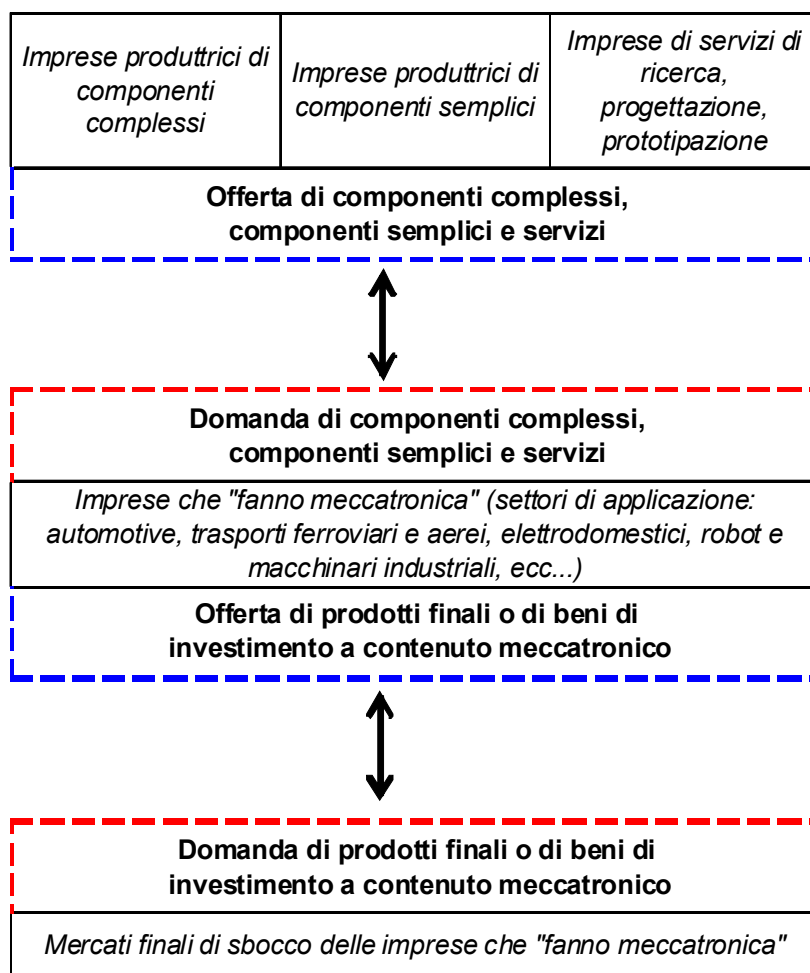 Imprese produttrici di
componenti
complessi
Imprese produttrici di
componenti semplici
Imprese di servizi di
ricerca,
progettazione,
prototipazione
Offerta di componenti complessi,
componenti semplici e servizi
Domanda di componenti complessi,
componenti semplici e servizi
Imprese che "fanno meccatronica" (settori di applicazione:
automotive, trasporti ferroviari e aerei, elettrodomestici, robot e
macchinari industriali, ecc...)
Offerta di prodotti finali o di beni di
investimento a contenuto meccatronico
Domanda di prodotti finali o di beni di
investimento a contenuto meccatronico
Mercati finali di sbocco delle imprese che "fanno meccatronica"